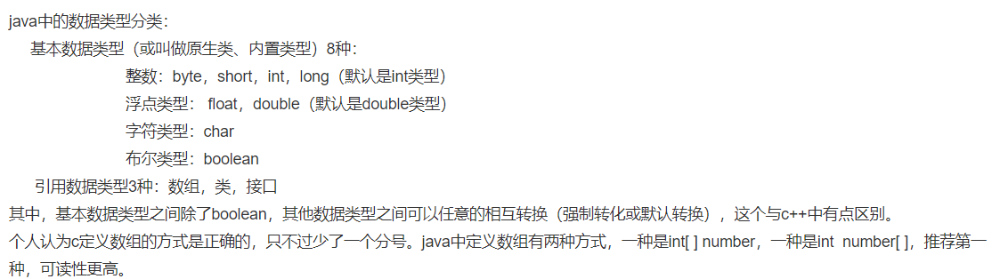 java中的数据类型分类：
基本数据类型（或叫做原生类、内置类型）8种：
整数：byte，short，int，long（默认是int类型）
浮点类型： float，double（默认是double类型）
字符类型：char
布尔类型：boolean
引用数据类型3种：数组，类，接口
其中，基本数据类型之间除了boolean，其他数据类型之间可以任意的相互转换（强制转化或默认转换），这个与c++中有点区别。
个人认为c定义数组的方式是正确的，只不过少了一个分号。java中定义数组有两种方式，一种是int[ ] number，一种是int  number[ ]，推荐第一
种，可读性更高。